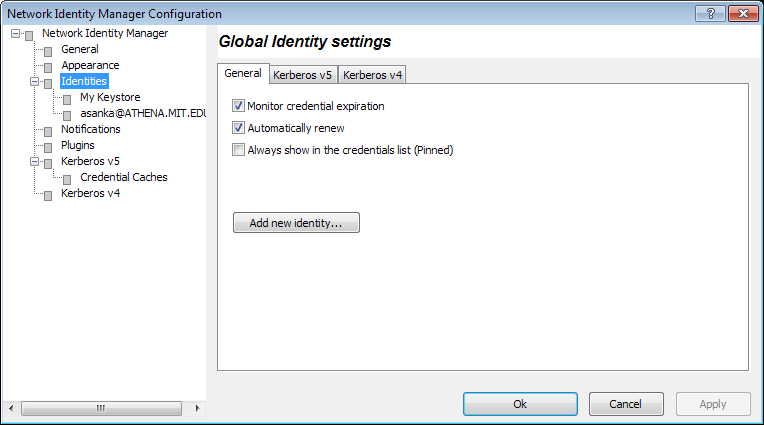 Network Identity Manager Configuration
Network Identity Manager
General
Appearance
Identities
My Keystore
asanka@ATHENA.MIT.EDU
Notifications
Plugins
Kerberos v5
Credential Caches
Kerberos v4
Global Identity settings
General Kerberos v5 Kerberos v4
Monitor credential expiration
Automatically renew
Always show in the credentials list (Pinned)
Add new identity...
Ok Cancel Apply